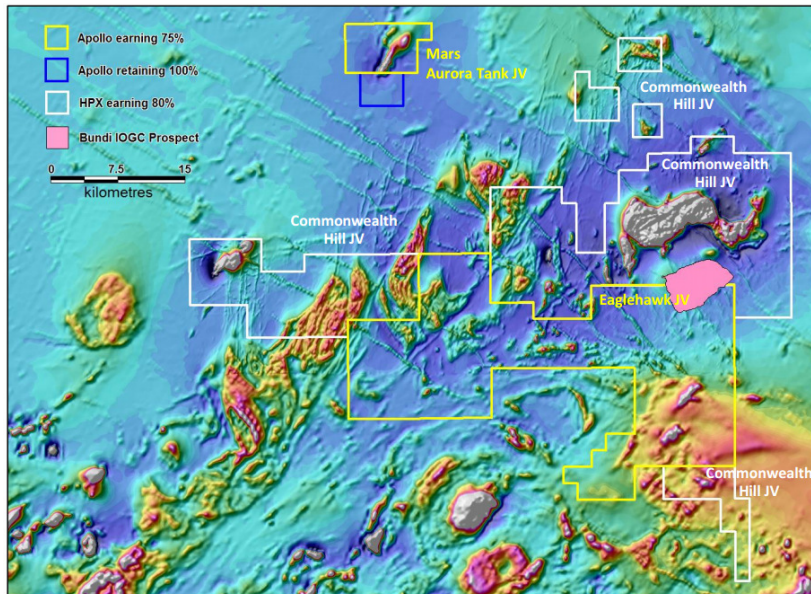 Apollo earning 75%
Apollo retaining 100%
HPX earning 80%
Bundi IOGC Prospect
0 7.5 15
kilometres
Mars
Aurora Tank JV
Commonwealth
Hill JV
Commonwealth
Hill JV
Commonwealth
Hill JV
Eaglehawk JV
Commonwealth
Hill JV